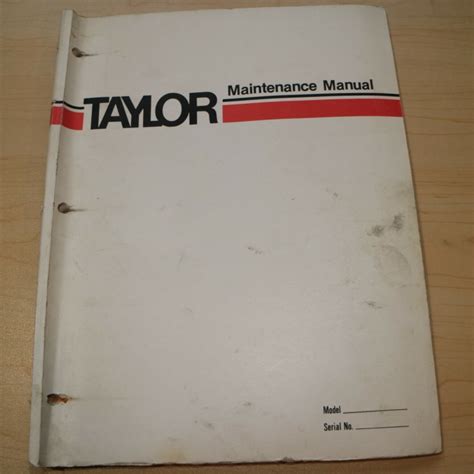 Maintenance Manual
TAYLOR
Model
Serial No.